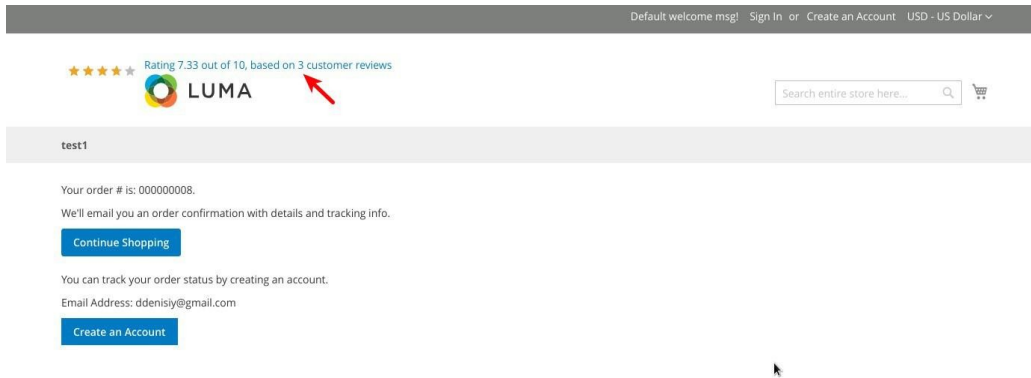 Default welcome msg! Sign In or Create an Account USD - US Dollar
Rating 7.33 out of 10, based on 3 customer reviews
LUMA
Search entire store here...
test1
Your order # is: 000000008.
We'll email you an order confirmation with details and tracking info.
Continue Shopping
You can track your order status by creating an account.
Email Address: ddenisiy@gmail.com
Create an Account